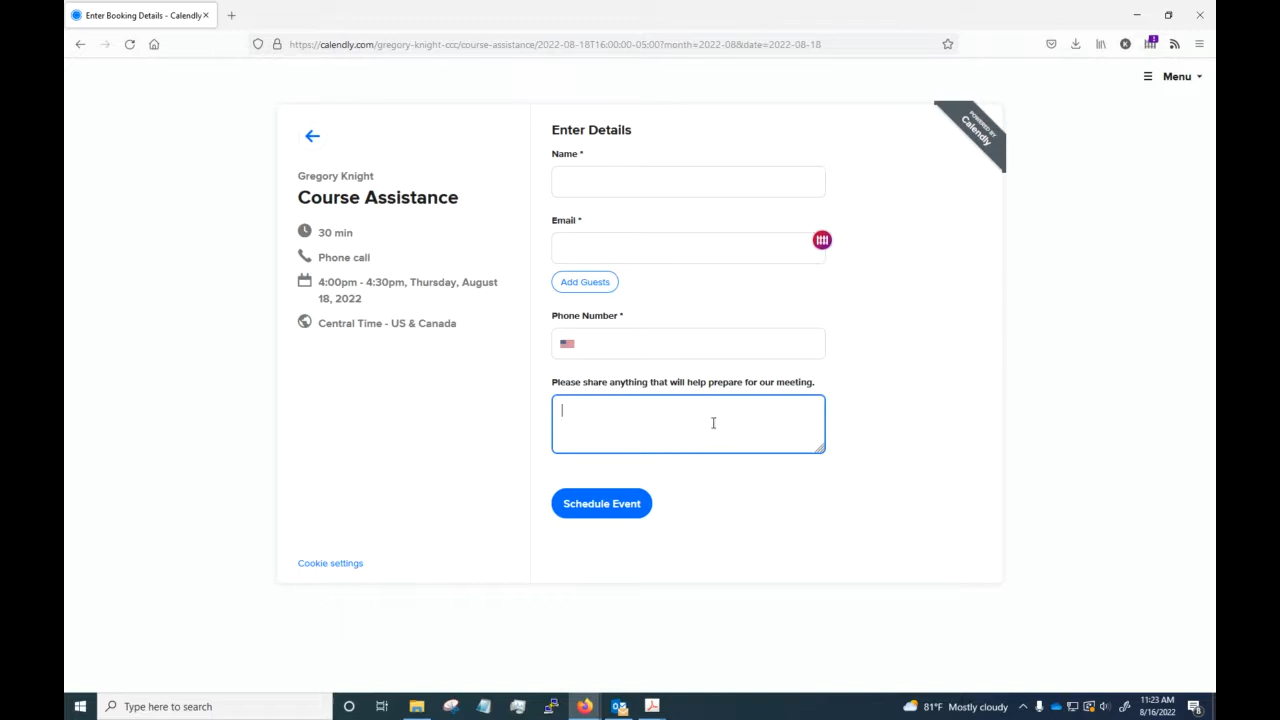 Enter Booking Details - Calendly
https://calendly.com/gregory-knight-ccc/course-assistance/2022-08-18T16:00:00-05:00?month=2022-08&date=2022-08-18
Menu
POWERED BY
Calendly
Gregory Knight
Course Assistance
30 min
Phone call
4:00pm - 4:30pm, Thursday, August
18, 2022
Central Time - US & Canada
Cookie settings
Enter Details
Name *
Email *
Add Guests
Phone Number *
Please share anything that will help prepare for our meeting.
Schedule Event
Type here to search
81°F Mostly cloudy
11:23 AM
8/16/2022